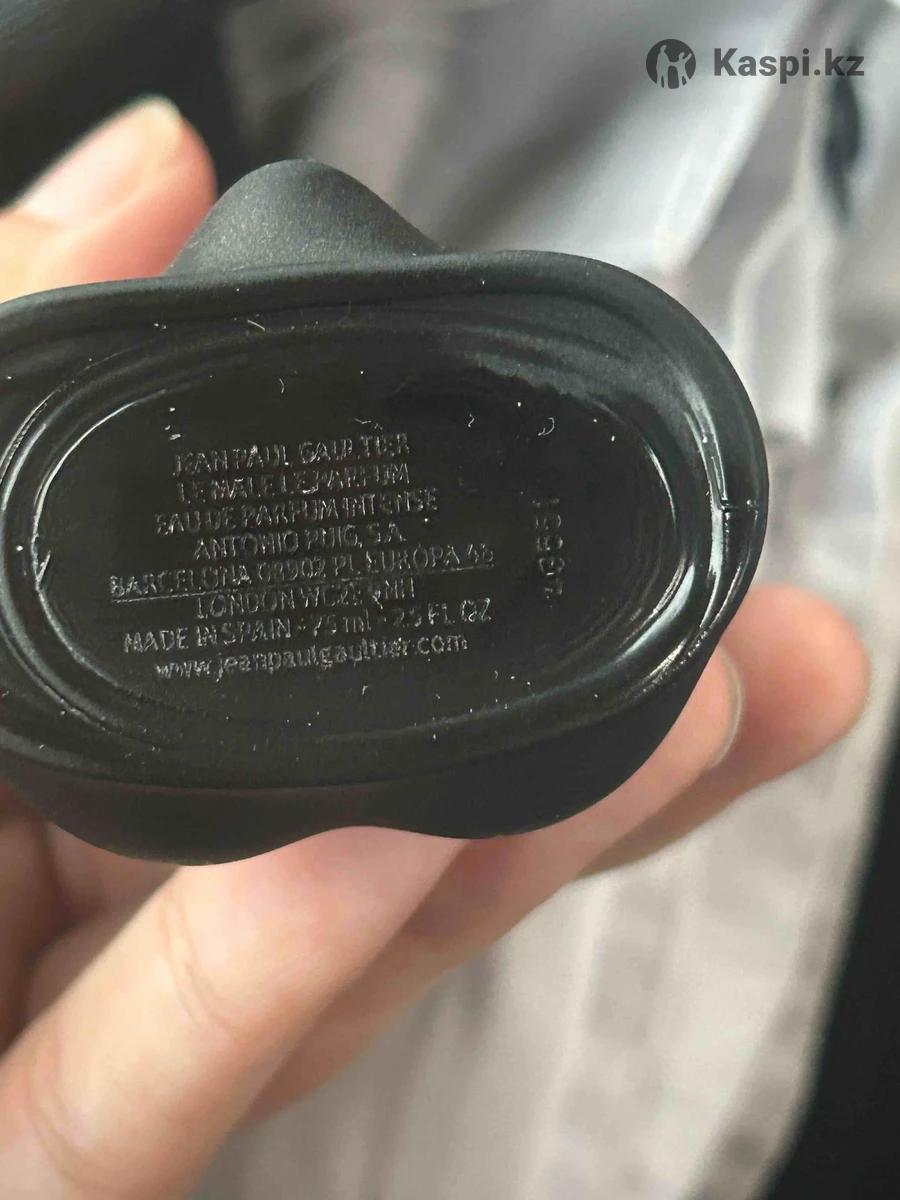 Kaspi.kz
JEAN PAUL GAULTIER
LE MALE LE PARFUM
EAU DE PARFUM INTENSE
ANTONIO PUIG, S.A.
BARCELONA 08902 PL. EUROPA 46
LONDON WC2E 9HH
MADE IN SPAIN - 75 ml - 2.5 FL. OZ
www.jeanpaulgaultier.com